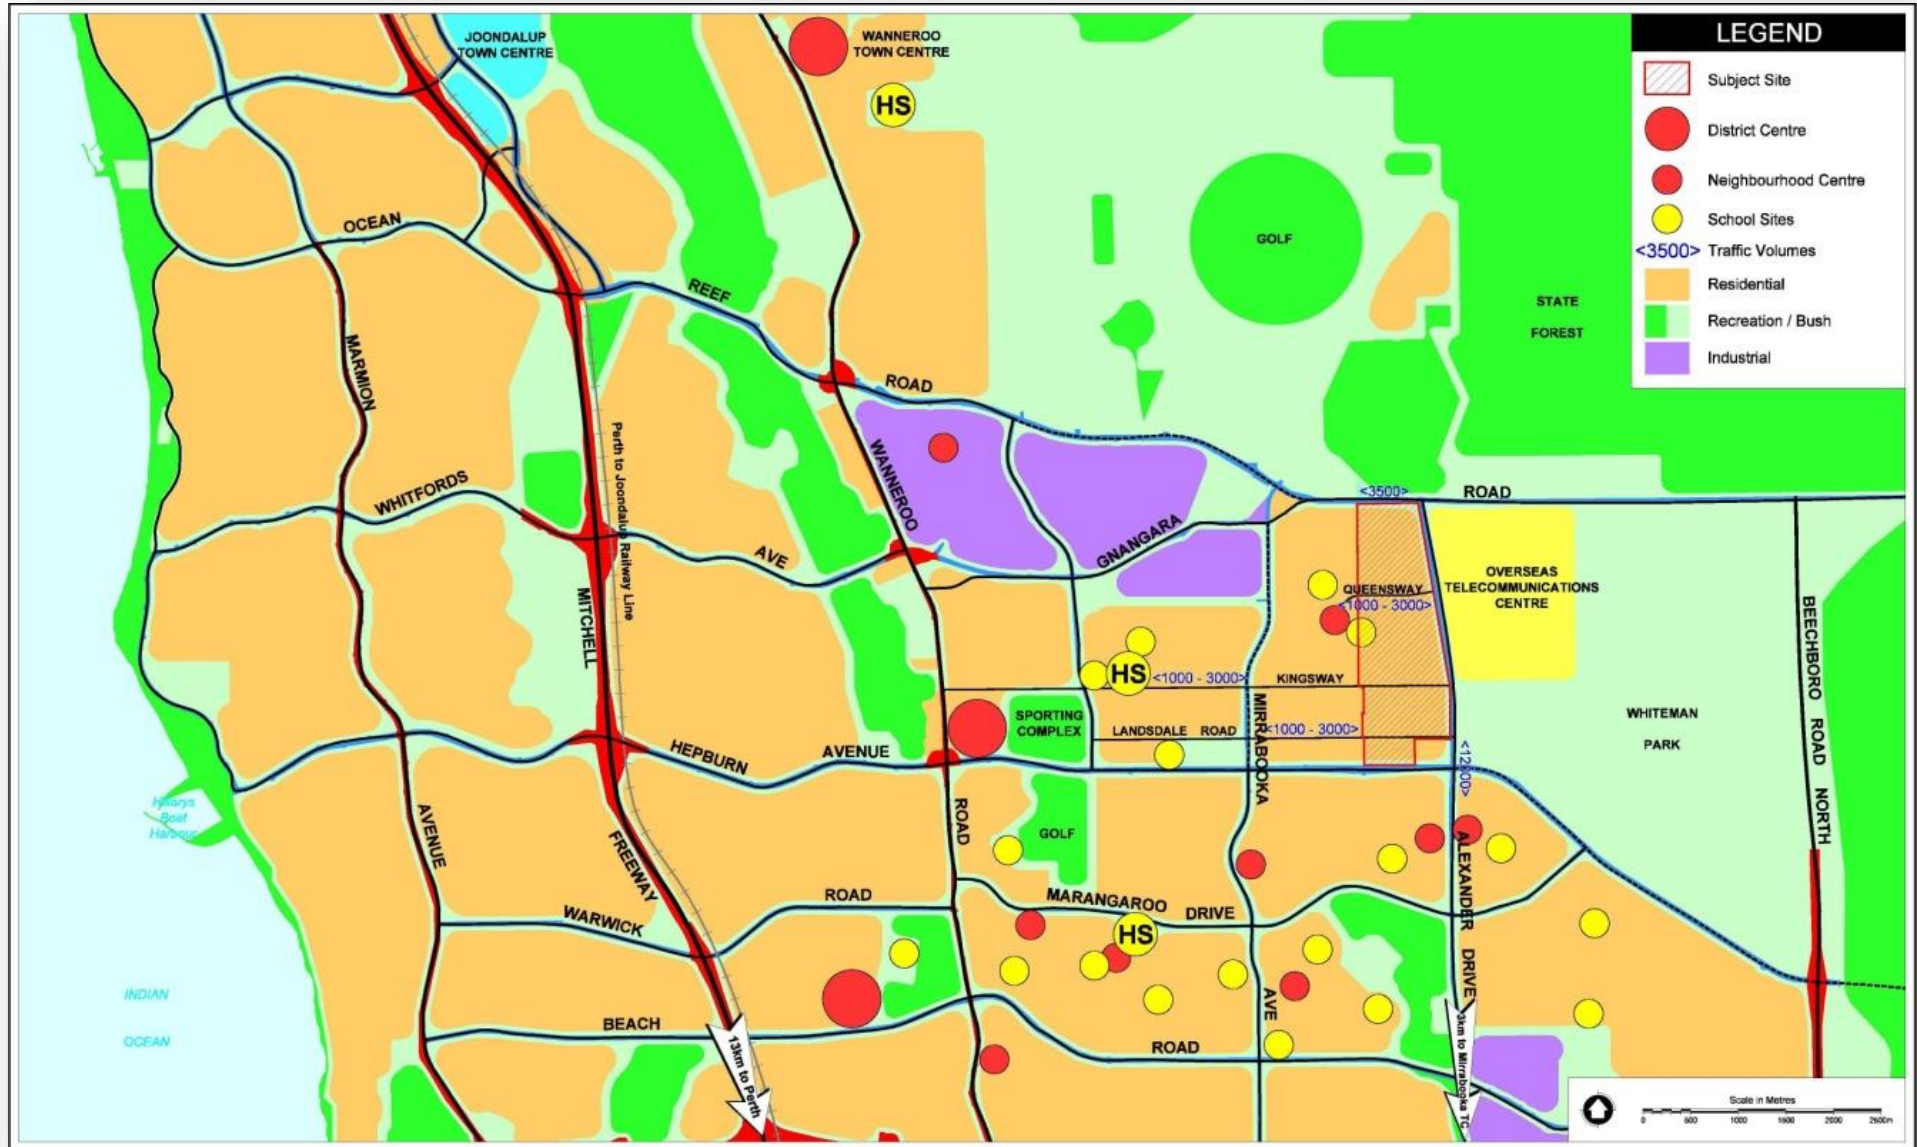 JOONDALUP
TOWN CENTRE
WANNEROO
TOWN CENTRE
HS
LEGEND
Subject Site
District Centre
Neighbourhood Centre
School Sites
<3500> Traffic Volumes
Residential
Recreation / Bush
Industrial
OCEAN
REEF
ROAD
GOLF
STATE
FOREST
MARMION
Perth to Joondalup Railway Line
WHITFORDS
AVE
WANNEROO
GNANGARA
<3500>
ROAD
MITCHELL
QUEENSWAY
<1000 - 3000>
OVERSEAS
TELECOMMUNICATIONS
CENTRE
BEECHBORO ROAD NORTH
HS
<1000 - 3000>
KINGSWAY
SPORTING
COMPLEX
LANDSDALE ROAD
<1000 - 3000>
MIRRABOOKA
WHITEMAN
PARK
HEPBURN
AVENUE
Hillarys
Boat
Harbour
AVENUE
FREEWAY
ROAD
GOLF
ALEXANDER DRIVE
WARWICK
ROAD
MARANGAROO
DRIVE
HS
INDIAN
OCEAN
BEACH
ROAD
AVE
13km to Perth
3km to Mirrabooka TC
Scale in Metres
0
1000
2000